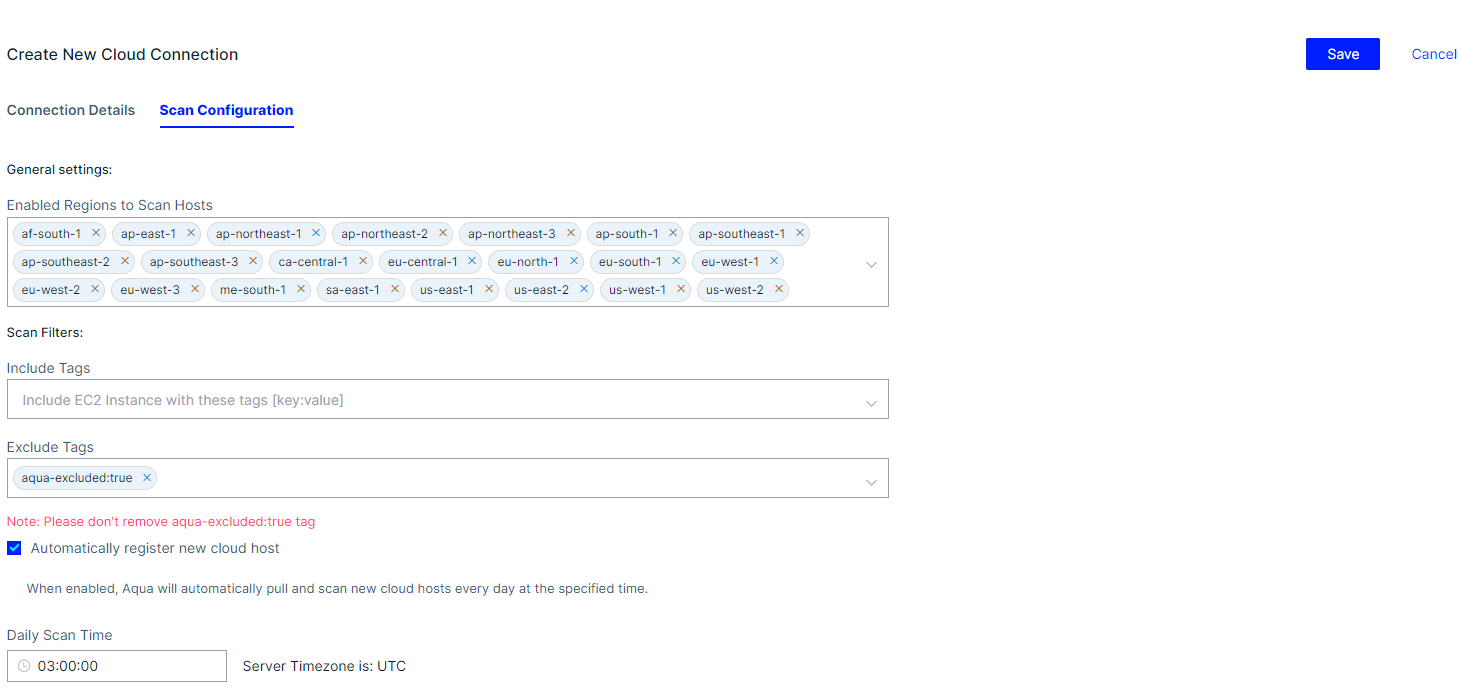 Create New Cloud Connection
Save
Cancel
Connection Details
Scan Configuration
General settings:
Enabled Regions to Scan Hosts
af-south-1 × ap-east-1 × ap-northeast-1 × ap-northeast-2 × ap-northeast-3 × ap-south-1 × ap-southeast-1 ×
ap-southeast-2 × ap-southeast-3 × ca-central-1 × eu-central-1 × eu-north-1 × eu-south-1 × eu-west-1 ×
eu-west-2 × eu-west-3 × me-south-1 × sa-east-1 × us-east-1 × us-east-2 × us-west-1 × us-west-2 ×
Scan Filters:
Include Tags
Include EC2 Instance with these tags [key:value]
Exclude Tags
aqua-excluded:true ×
Note: Please don't remove aqua-excluded:true tag
Automatically register new cloud host
When enabled, Aqua will automatically pull and scan new cloud hosts every day at the specified time.
Daily Scan Time
03:00:00
Server Timezone is: UTC